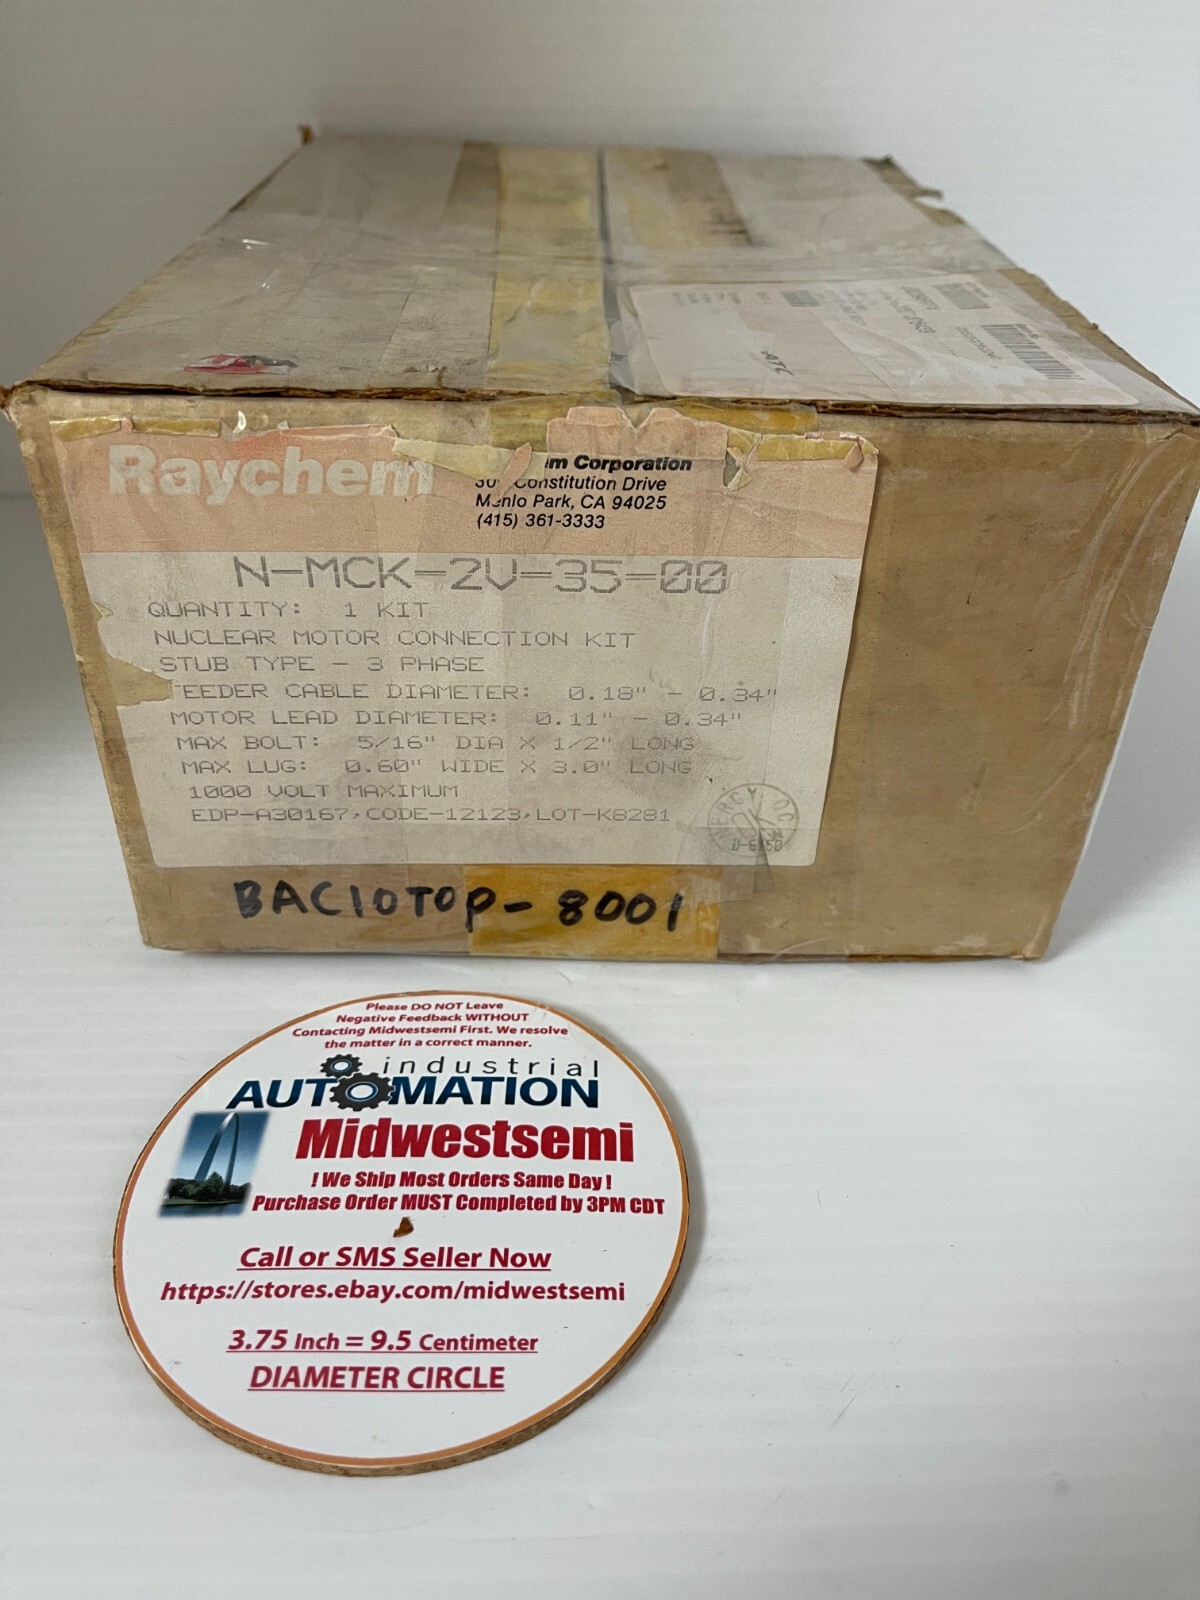 Raychem
Corporation
Constitution Drive
Menlo Park, CA 94025
(415) 361-3333
N-MCK-2V-35-00
QUANTITY: 1 KIT
NUCLEAR MOTOR CONNECTION KIT
STUB TYPE - 3 PHASE
FEEDER CABLE DIAMETER: 0.18" - 0.34"
MOTOR LEAD DIAMETER: 0.11" - 0.34"
MAX BOLT: 5/16" DIA X 1/2" LONG
MAX LUG: 0.60" WIDE X 3.0" LONG
1000 VOLT MAXIMUM
EDP-A30167, CODE-12123, LOT-K8281
OK
BAC10TOP-8001
Please DO NOT Leave
Negative Feedback WITHOUT
Contacting Midwestsemi First. We resolve
the matter in a correct manner.
industrial
AUTOMATION
Midwestsemi
! We Ship Most Orders Same Day !
Purchase Order MUST Completed by 3PM CDT
Call or SMS Seller Now
https://stores.ebay.com/midwestsemi
3.75 Inch = 9.5 Centimeter
DIAMETER CIRCLE